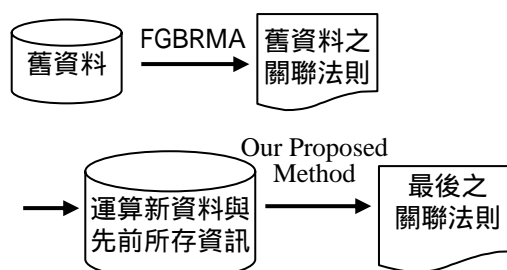 舊資料
FGBRMA
舊資料之
關聯法則
運算新資料與
先前所存資訊
Our Proposed
Method
最後之
關聯法則